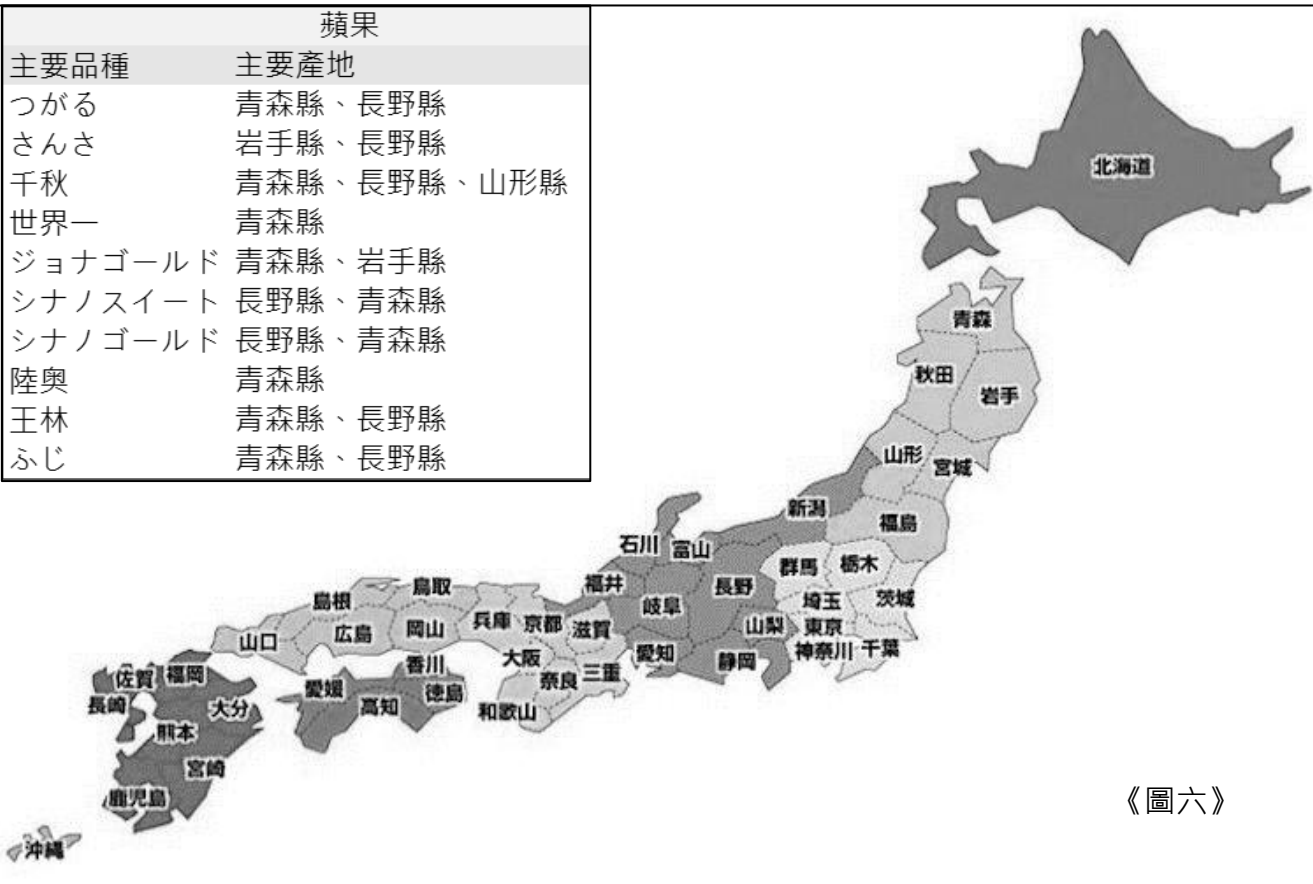 蘋果
主要品種 主要產地
つがる 青森縣、長野縣
さんさ 岩手縣、長野縣
千秋 青森縣、長野縣、山形縣
世界一 青森縣
ジョナゴールド 青森縣、岩手縣
シナノスイート 長野縣、青森縣
シナノゴールド 長野縣、青森縣
陸奥 青森縣
王林 青森縣、長野縣
ふじ 青森縣、長野縣
北海道
青森
秋田
岩手
山形
宮城
新潟
福島
石川
富山
群馬
栃木
福井
長野
岐阜
埼玉
茨城
山梨
東京
神奈川
千葉
静岡
愛知
鳥取
島根
兵庫
京都
滋賀
山口
広島
岡山
大阪
奈良
三重
和歌山
香川
愛媛
高知
徳島
福岡
佐賀
長崎
大分
熊本
宮崎
鹿児島
沖縄
《圖六》